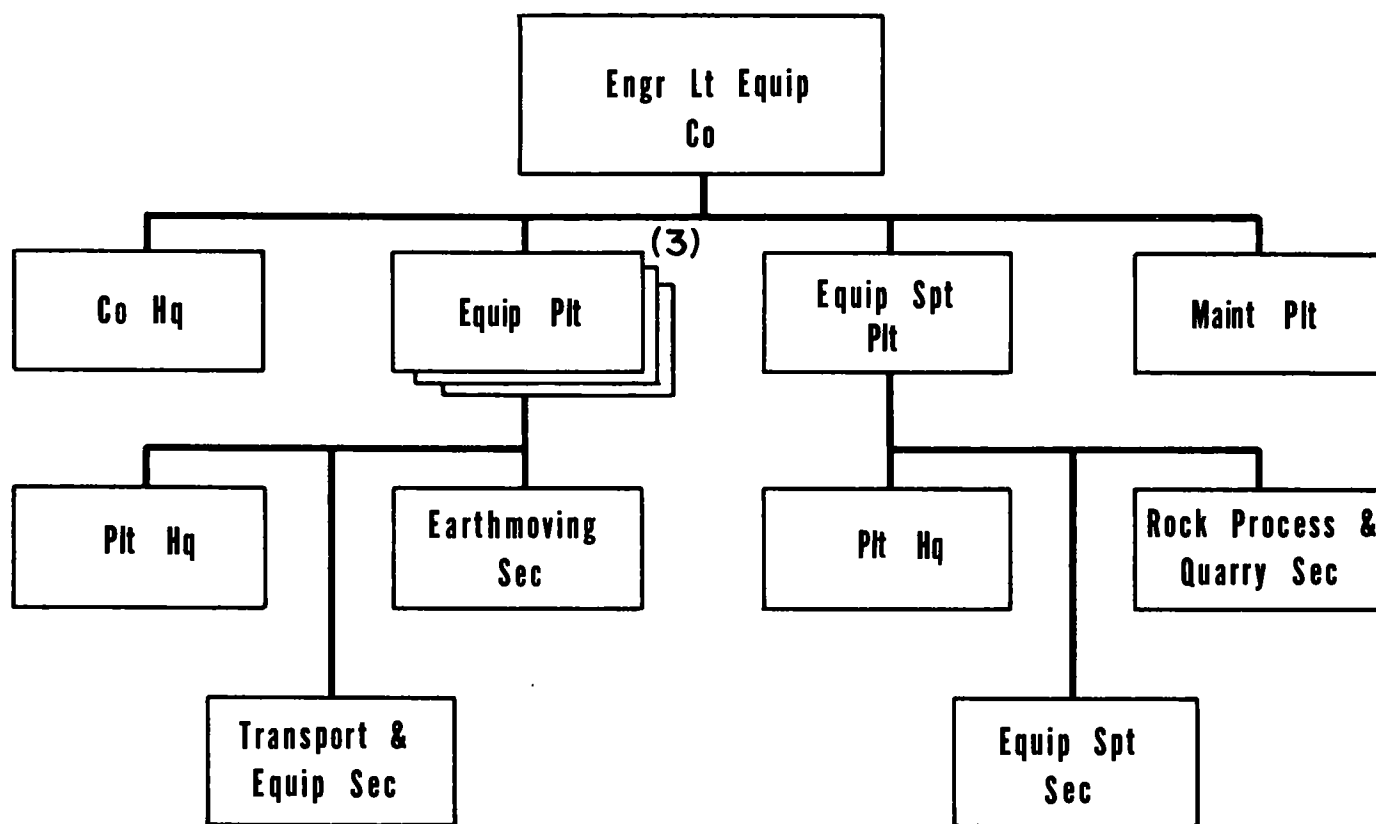 Engr Lt Equip
Co
(3)
Co Hq
Equip Plt
Equip Spt
Plt
Maint Plt
Plt Hq
Earthmoving
Sec
Plt Hq
Rock Process &
Quarry Sec
Transport &
Equip Sec
Equip Spt
Sec